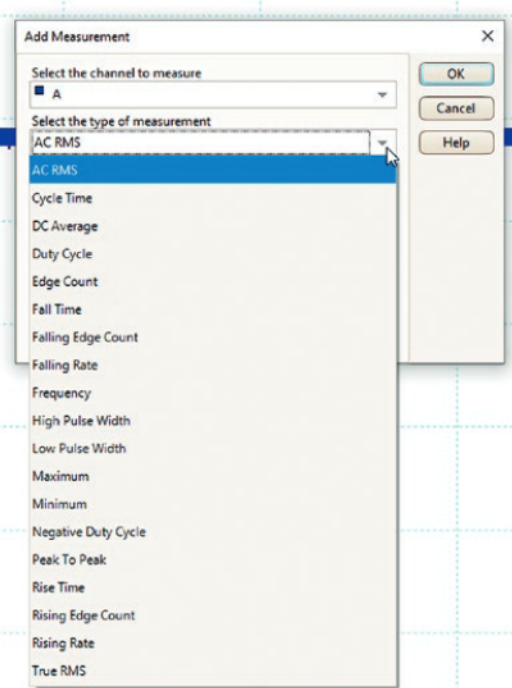 Add Measurement
Select the channel to measure
A
Select the type of measurement
AC RMS
OK
Cancel
Help
AC RMS
Cycle Time
DC Average
Duty Cycle
Edge Count
Fall Time
Falling Edge Count
Falling Rate
Frequency
High Pulse Width
Low Pulse Width
Maximum
Minimum
Negative Duty Cycle
Peak To Peak
Rise Time
Rising Edge Count
Rising Rate
True RMS